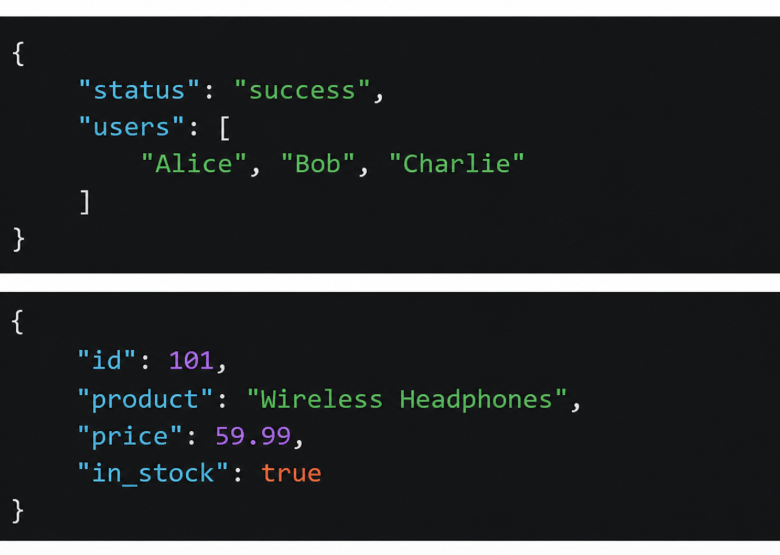 {
"status": "success",
"users": [
"Alice", "Bob", "Charlie"
]
}
{
"id": 101,
"product": "Wireless Headphones",
"price": 59.99,
"in_stock": true
}